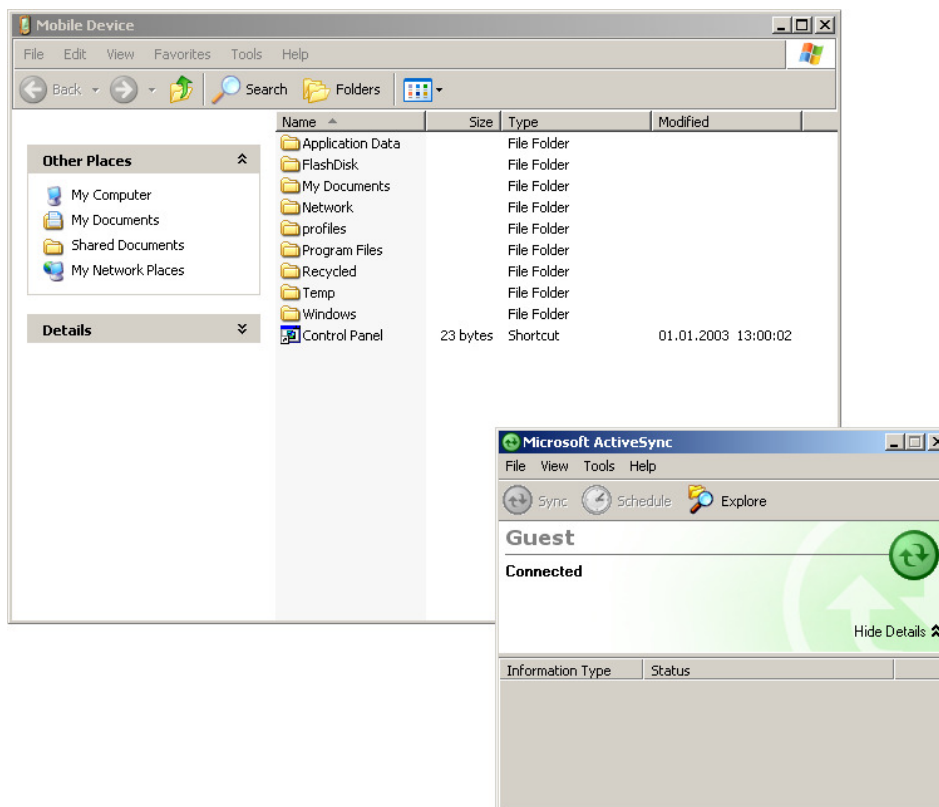 Mobile Device
File Edit View Favorites Tools Help
Back Search Folders
Name Size Type Modified
Other Places
My Computer
My Documents
Shared Documents
My Network Places
Details
Application Data File Folder
FlashDisk File Folder
My Documents File Folder
Network File Folder
profiles File Folder
Program Files File Folder
Recycled File Folder
Temp File Folder
Windows File Folder
Control Panel 23 bytes Shortcut 01.01.2003 13:00:02
Microsoft ActiveSync
File View Tools Help
Sync Schedule Explore
Guest
Connected
Hide Details
Information Type Status